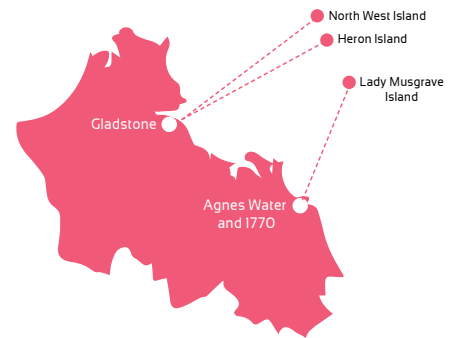 North West Island
Heron Island
Lady Musgrave
Island
Gladstone
Agnes Water
and 1770